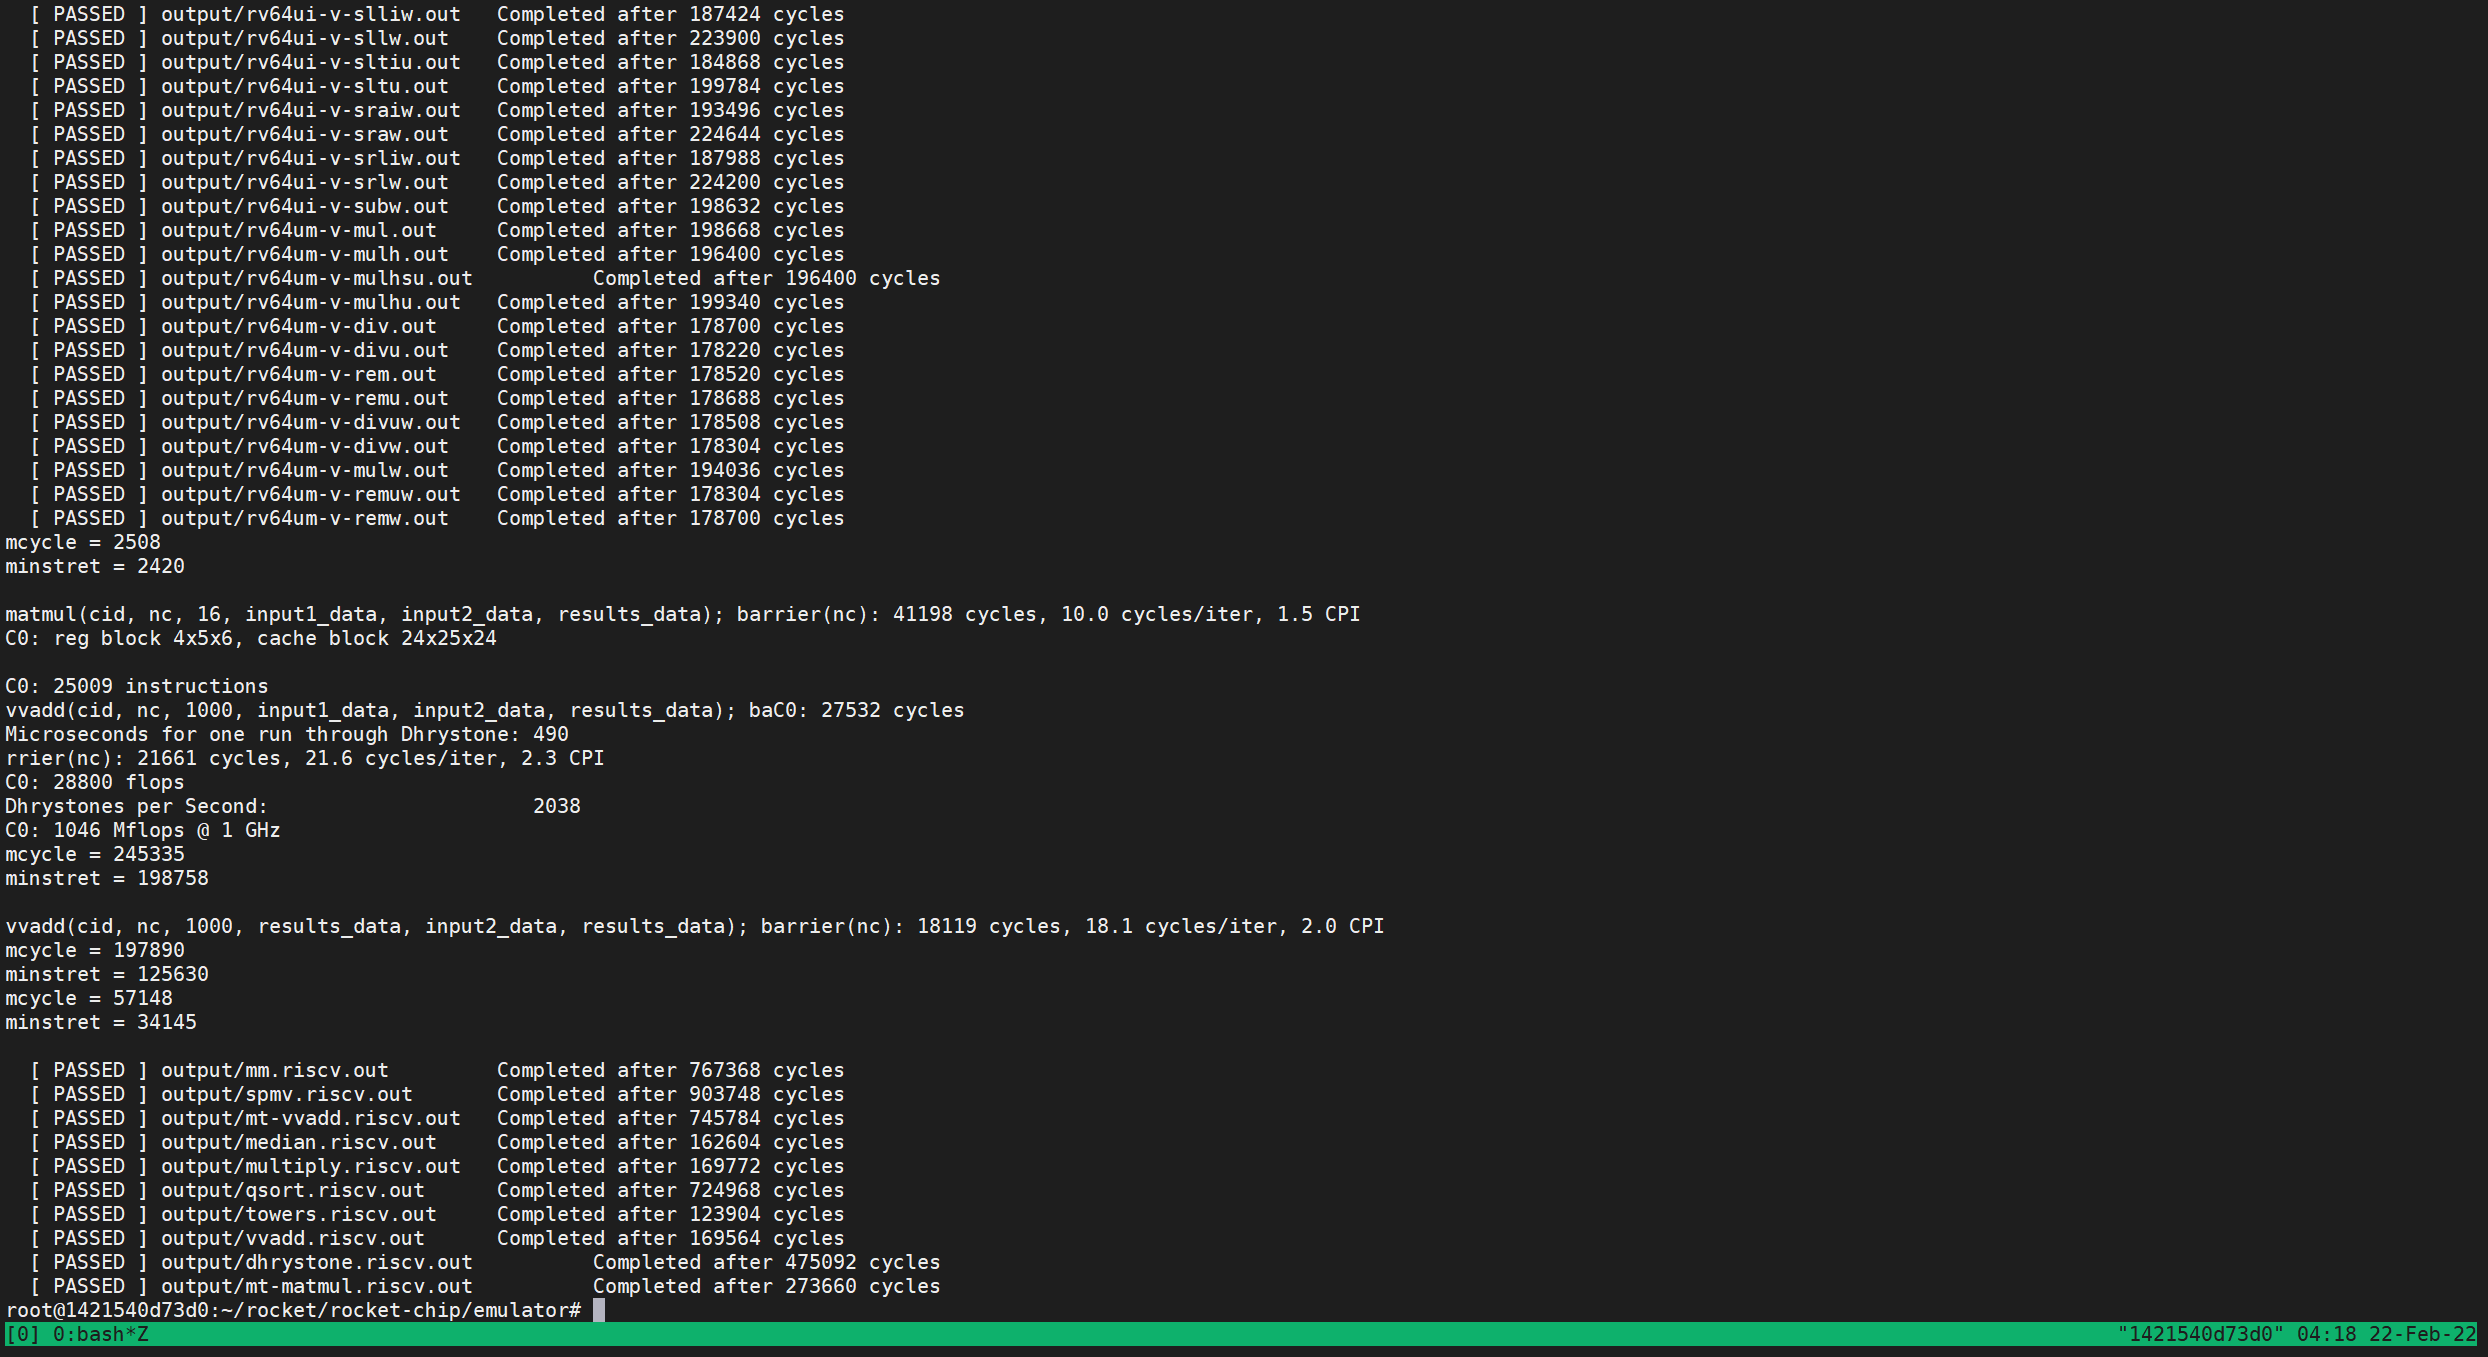 [ PASSED ] output/rv64ui-v-slliw.out Completed after 187424 cycles
[ PASSED ] output/rv64ui-v-sllw.out Completed after 223900 cycles
[ PASSED ] output/rv64ui-v-sltiu.out Completed after 184868 cycles
[ PASSED ] output/rv64ui-v-sltu.out Completed after 199784 cycles
[ PASSED ] output/rv64ui-v-sraiw.out Completed after 193496 cycles
[ PASSED ] output/rv64ui-v-sraw.out Completed after 224644 cycles
[ PASSED ] output/rv64ui-v-srliw.out Completed after 187988 cycles
[ PASSED ] output/rv64ui-v-srlw.out Completed after 224200 cycles
[ PASSED ] output/rv64ui-v-subw.out Completed after 198632 cycles
[ PASSED ] output/rv64um-v-mul.out Completed after 198668 cycles
[ PASSED ] output/rv64um-v-mulh.out Completed after 196400 cycles
[ PASSED ] output/rv64um-v-mulhsu.out Completed after 196400 cycles
[ PASSED ] output/rv64um-v-mulhu.out Completed after 199340 cycles
[ PASSED ] output/rv64um-v-div.out Completed after 178700 cycles
[ PASSED ] output/rv64um-v-divu.out Completed after 178220 cycles
[ PASSED ] output/rv64um-v-rem.out Completed after 178520 cycles
[ PASSED ] output/rv64um-v-remu.out Completed after 178688 cycles
[ PASSED ] output/rv64um-v-divuw.out Completed after 178508 cycles
[ PASSED ] output/rv64um-v-divw.out Completed after 178304 cycles
[ PASSED ] output/rv64um-v-mulw.out Completed after 194036 cycles
[ PASSED ] output/rv64um-v-remuw.out Completed after 178304 cycles
[ PASSED ] output/rv64um-v-remw.out Completed after 178700 cycles
mcycle = 2508
minstret = 2420
matmul(cid, nc, 16, input1_data, input2_data, results_data); barrier(nc): 41198 cycles, 10.0 cycles/iter, 1.5 CPI
C0: reg block 4x5x6, cache block 24x25x24
C0: 25009 instructions
vvadd(cid, nc, 1000, input1_data, input2_data, results_data); baC0: 27532 cycles
Microseconds for one run through Dhrystone: 490
rrier(nc): 21661 cycles, 21.6 cycles/iter, 2.3 CPI
C0: 28800 flops
Dhrystones per Second: 2038
C0: 1046 Mflops @ 1 GHz
mcycle = 245335
minstret = 198758
vvadd(cid, nc, 1000, results_data, input2_data, results_data); barrier(nc): 18119 cycles, 18.1 cycles/iter, 2.0 CPI
mcycle = 197890
minstret = 125630
mcycle = 57148
minstret = 34145
[ PASSED ] output/mm.riscv.out Completed after 767368 cycles
[ PASSED ] output/spmv.riscv.out Completed after 903748 cycles
[ PASSED ] output/mt-vvadd.riscv.out Completed after 745784 cycles
[ PASSED ] output/median.riscv.out Completed after 162604 cycles
[ PASSED ] output/multiply.riscv.out Completed after 169772 cycles
[ PASSED ] output/qsort.riscv.out Completed after 724968 cycles
[ PASSED ] output/towers.riscv.out Completed after 123904 cycles
[ PASSED ] output/vvadd.riscv.out Completed after 169564 cycles
[ PASSED ] output/dhrystone.riscv.out Completed after 475092 cycles
[ PASSED ] output/mt-matmul.riscv.out Completed after 273660 cycles
root@1421540d73d0:~/rocket/rocket-chip/emulator#
[0] 0:bash*Z "1421540d73d0" 04:18 22-Feb-22